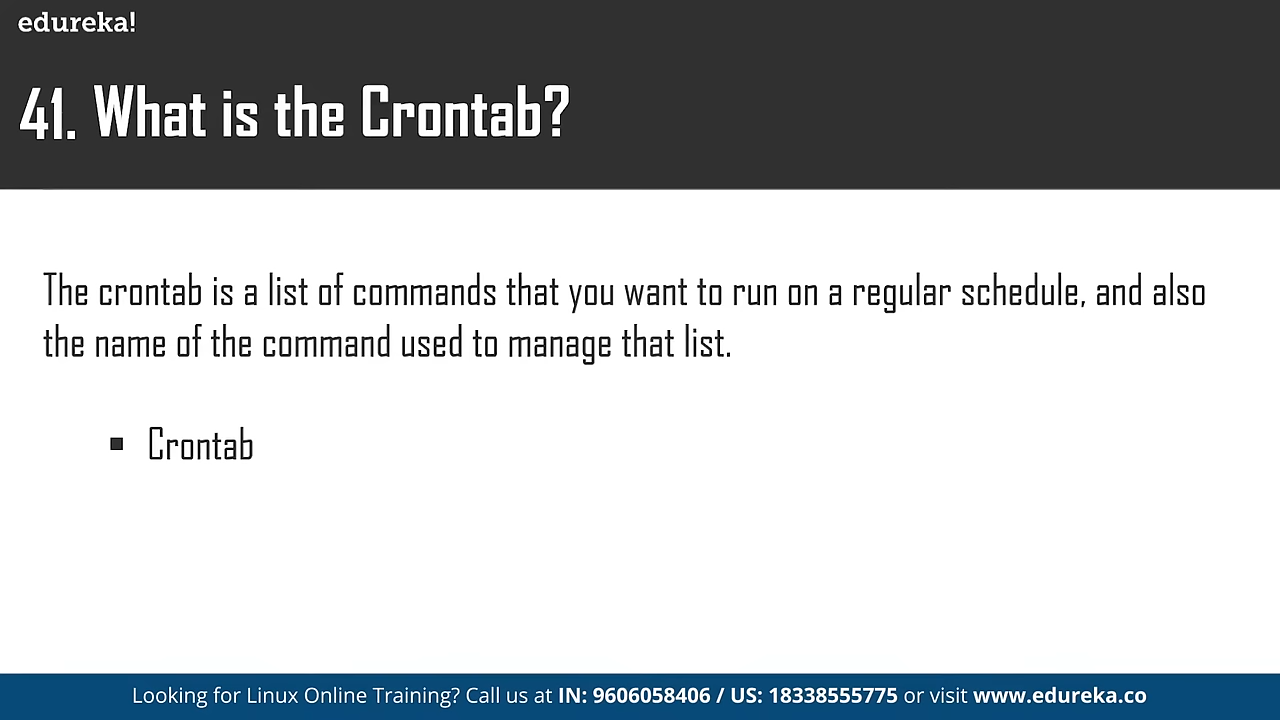 edureka!
41. What is the Crontab?
The crontab is a list of commands that you want to run on a regular schedule, and also
the name of the command used to manage that list.
▪ Crontab
Looking for Linux Online Training? Call us at IN: 9606058406 / US: 18338555775 or visit www.edureka.co